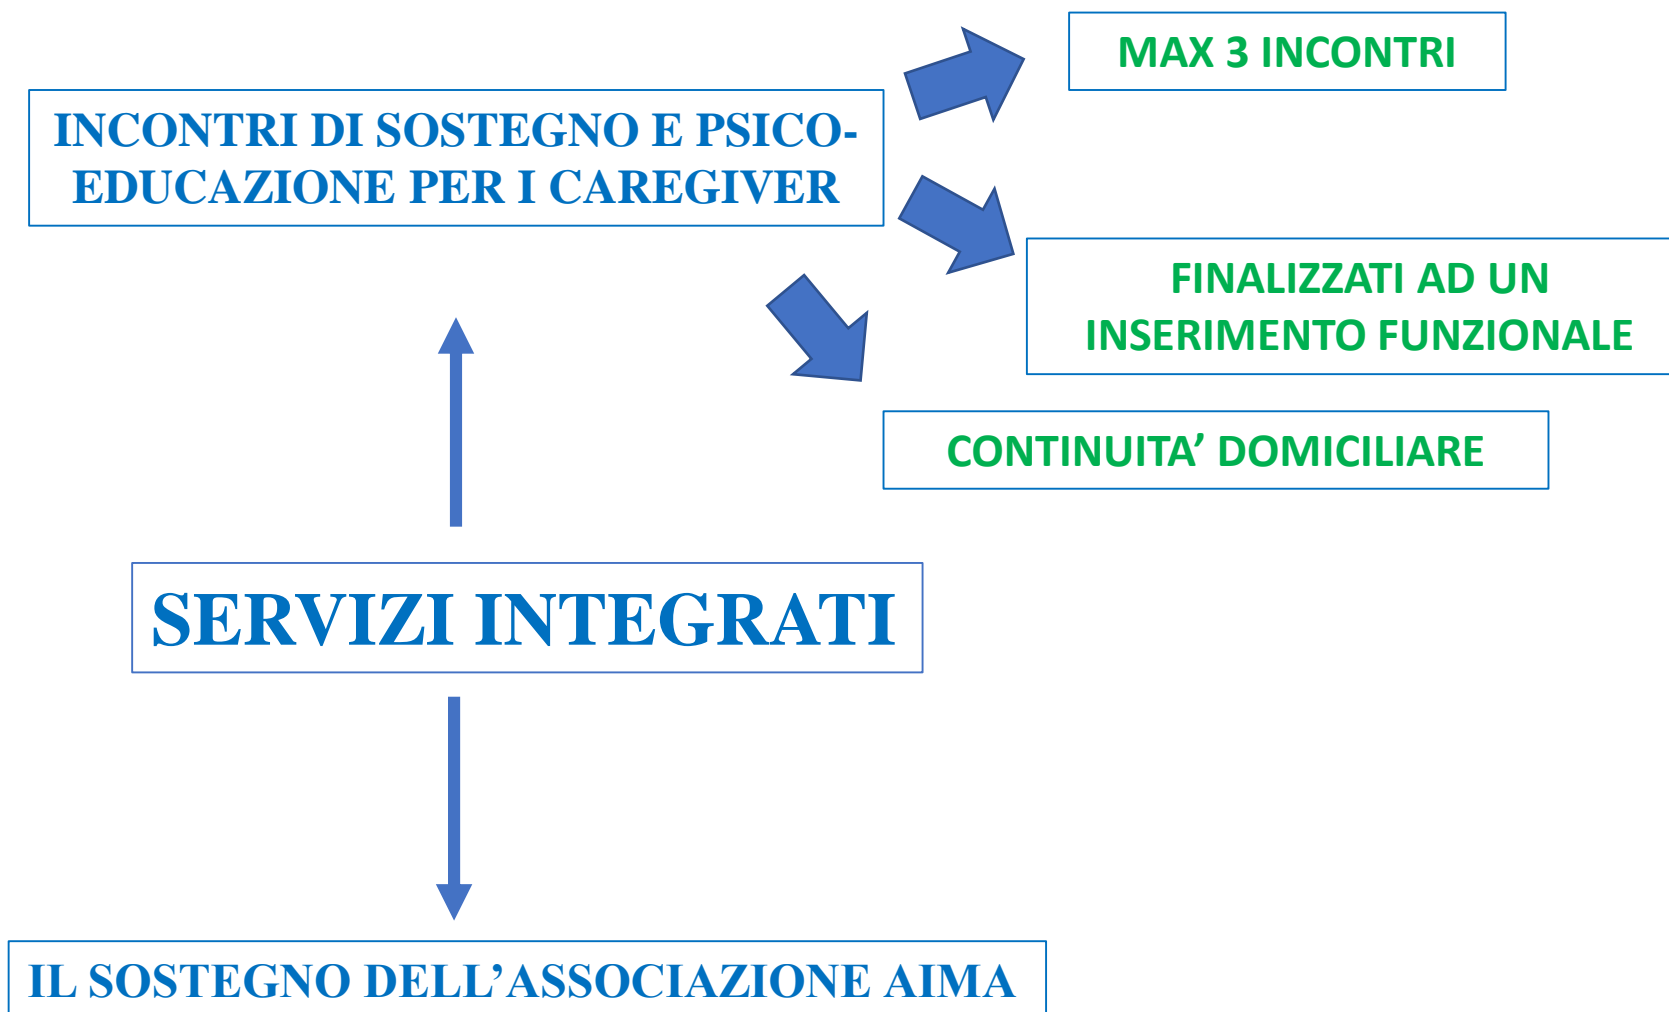 MAX 3 INCONTRI
INCONTRI DI SOSTEGNO E PSICO-
EDUCAZIONE PER I CAREGIVER
FINALIZZATI AD UN
INSERIMENTO FUNZIONALE
CONTINUITA’ DOMICILIARE
SERVIZI INTEGRATI
IL SOSTEGNO DELL’ASSOCIAZIONE AIMA